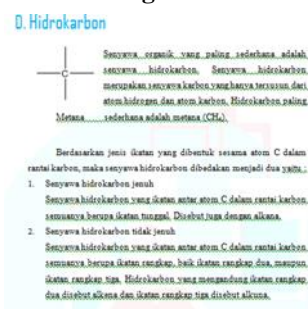 D. Hidrokarbon
Senyawa organik yang paling sederhana adalah
senyawa hidrokarbon. Senyawa hidrokarbon
C
merupakan senyawa karbon yang hanya tersusun dari
atom hidrogen dan atom karbon. Hidrokarbon paling
Metana sederhana adalah metana (CH₄).
Berdasarkan jenis ikatan yang dibentuk sesama atom C dalam
rantai karbon, maka senyawa hidrokarbon dibedakan menjadi dua yaitu :
1. Senyawa hidrokarbon jenuh
Senyawa hidrokarbon yang ikatan antar atom C dalam rantai karbon
semuanya berupa ikatan tunggal. Disebut juga dengan alkana.
2. Senyawa hidrokarbon tidak jenuh
Senyawa hidrokarbon yang ikatan antar atom C dalam rantai karbon
semuanya berupa ikatan rangkap, baik ikatan rangkap dua, maupun
ikatan rangkap tiga. Hidrokarbon yang mengandung ikatan rangkap
dua disebut alkena dan ikatan rangkap tiga disebut alkuna.